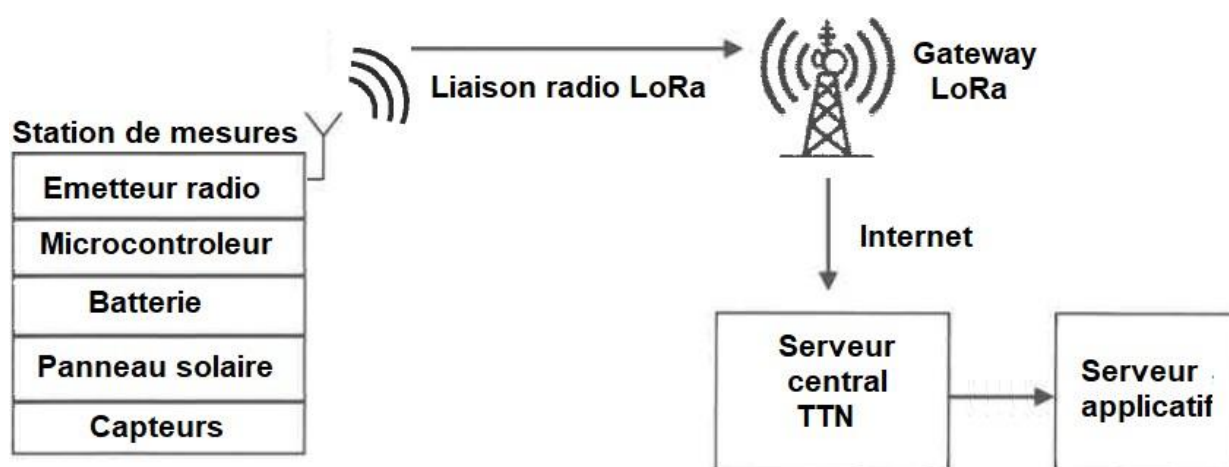 Station de mesures
Emetteur radio
Microcontroleur
Batterie
Panneau solaire
Capteurs
Liaison radio LoRa
Gateway
LoRa
Internet
Serveur
central
TTN
Serveur
applicatif